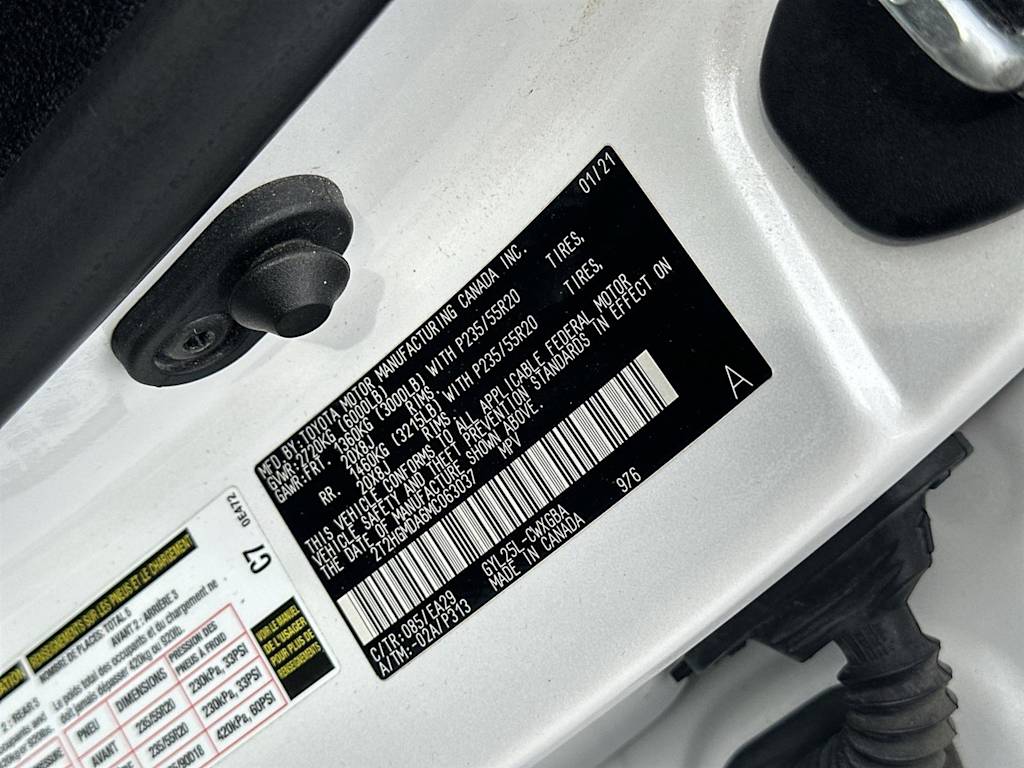 MFD.BY:TOYOTA MOTOR MANUFACTURING CANADA INC. 01/21
GVWR:2720KG (6000LB)
GAWR:FRT. 1360KG (3000LB) WITH P235/55R20 TIRES,
20X8J RIMS
RR. 1460KG (3215LB) WITH P235/55R20 TIRES,
20X8J RIMS
THIS VEHICLE CONFORMS TO ALL APPLICABLE FEDERAL MOTOR
VEHICLE SAFETY AND THEFT PREVENTION STANDARDS IN EFFECT ON
THE DATE OF MANUFACTURE SHOWN ABOVE.
2T2HGMDA6MC063037 MPV
A
C/TR:085/EA29 GYL25L-CWXGBA 976
A/TM:-02A/P313 MADE IN CANADA
C7 0E472
RENSEIGNEMENTS SUR LES PNEUS ET LE CHARGEMENT
NOMBRE DE PLACES: TOTAL 5
AVANT 2 : ARRIÈRE 3
Le poids total des occupants et du chargement ne
doit jamais dépasser 420kg ou 920lb.
PNEU DIMENSIONS PRESSION DES PNEUS À FROID
AVANT 235/55R20 230kPa, 33PSI
235/55R20 230kPa, 33PSI
420kPa, 60PSI
VOIR LE MANUEL
DE L'USAGER
POUR PLUS DE
RENSEIGNEMENTS
2 : REAR 3